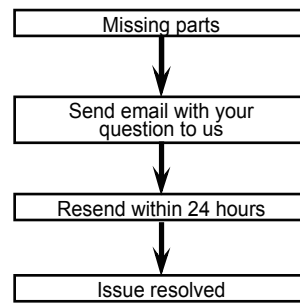 Missing parts
Send email with your
question to us
Resend within 24 hours
Issue resolved